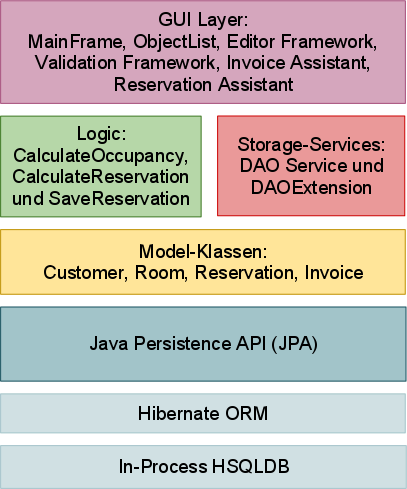 GUI Layer:
MainFrame, ObjectList, Editor Framework,
Validation Framework, Invoice Assistant,
Reservation Assistant
Logic:
CalculateOccupancy,
CalculateReservation
und SaveReservation
Storage-Services:
DAO Service und
DAOExtension
Model-Klassen:
Customer, Room, Reservation, Invoice
Java Persistence API (JPA)
Hibernate ORM
In-Process HSQLDB